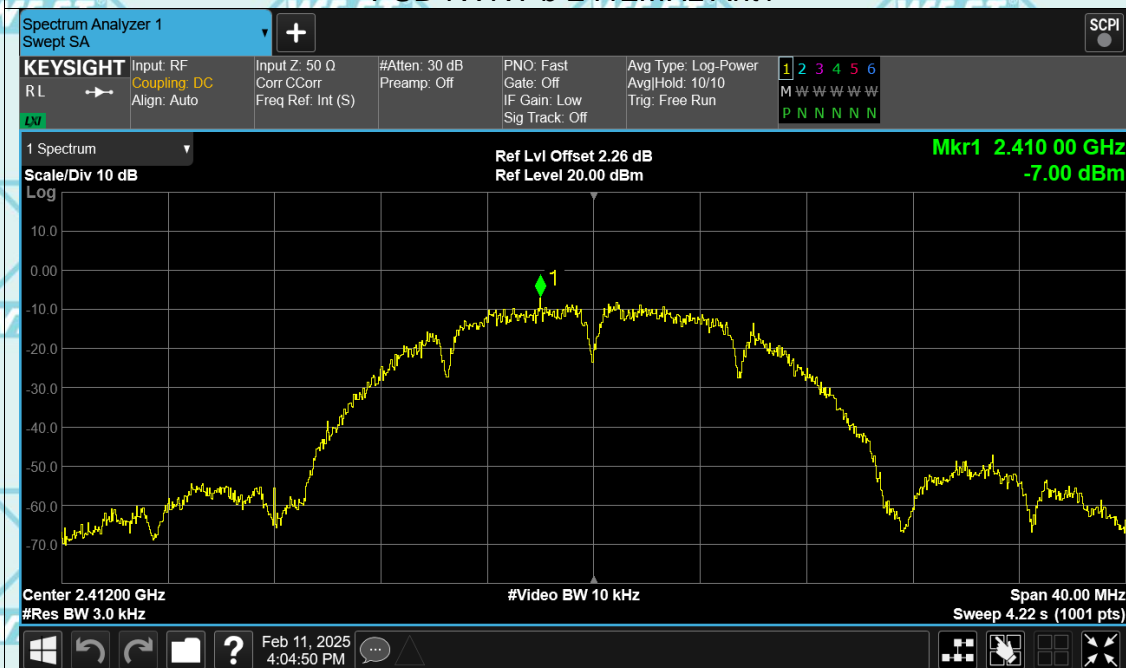 Spectrum Analyzer 1
Swept SA
+
SCPI
KEYSIGHT
RL
LXI
Input: RF
Coupling: DC
Align: Auto
Input Z: 50 Ω
Corr CCorr
Freq Ref: Int (S)
#Atten: 30 dB
Preamp: Off
PNO: Fast
Gate: Off
IF Gain: Low
Sig Track: Off
Avg Type: Log-Power
Avg|Hold: 10/10
Trig: Free Run
1 2 3 4 5 6
M W W W W W
P N N N N N
1 Spectrum
Scale/Div 10 dB
Log
Ref Lvl Offset 2.26 dB
Ref Level 20.00 dBm
Mkr1 2.410 00 GHz
-7.00 dBm
10.0
0.00
-10.0
-20.0
-30.0
-40.0
-50.0
-60.0
-70.0
1
Center 2.41200 GHz
#Res BW 3.0 kHz
#Video BW 10 kHz
Span 40.00 MHz
Sweep 4.22 s (1001 pts)
?
Feb 11, 2025
4:04:50 PM